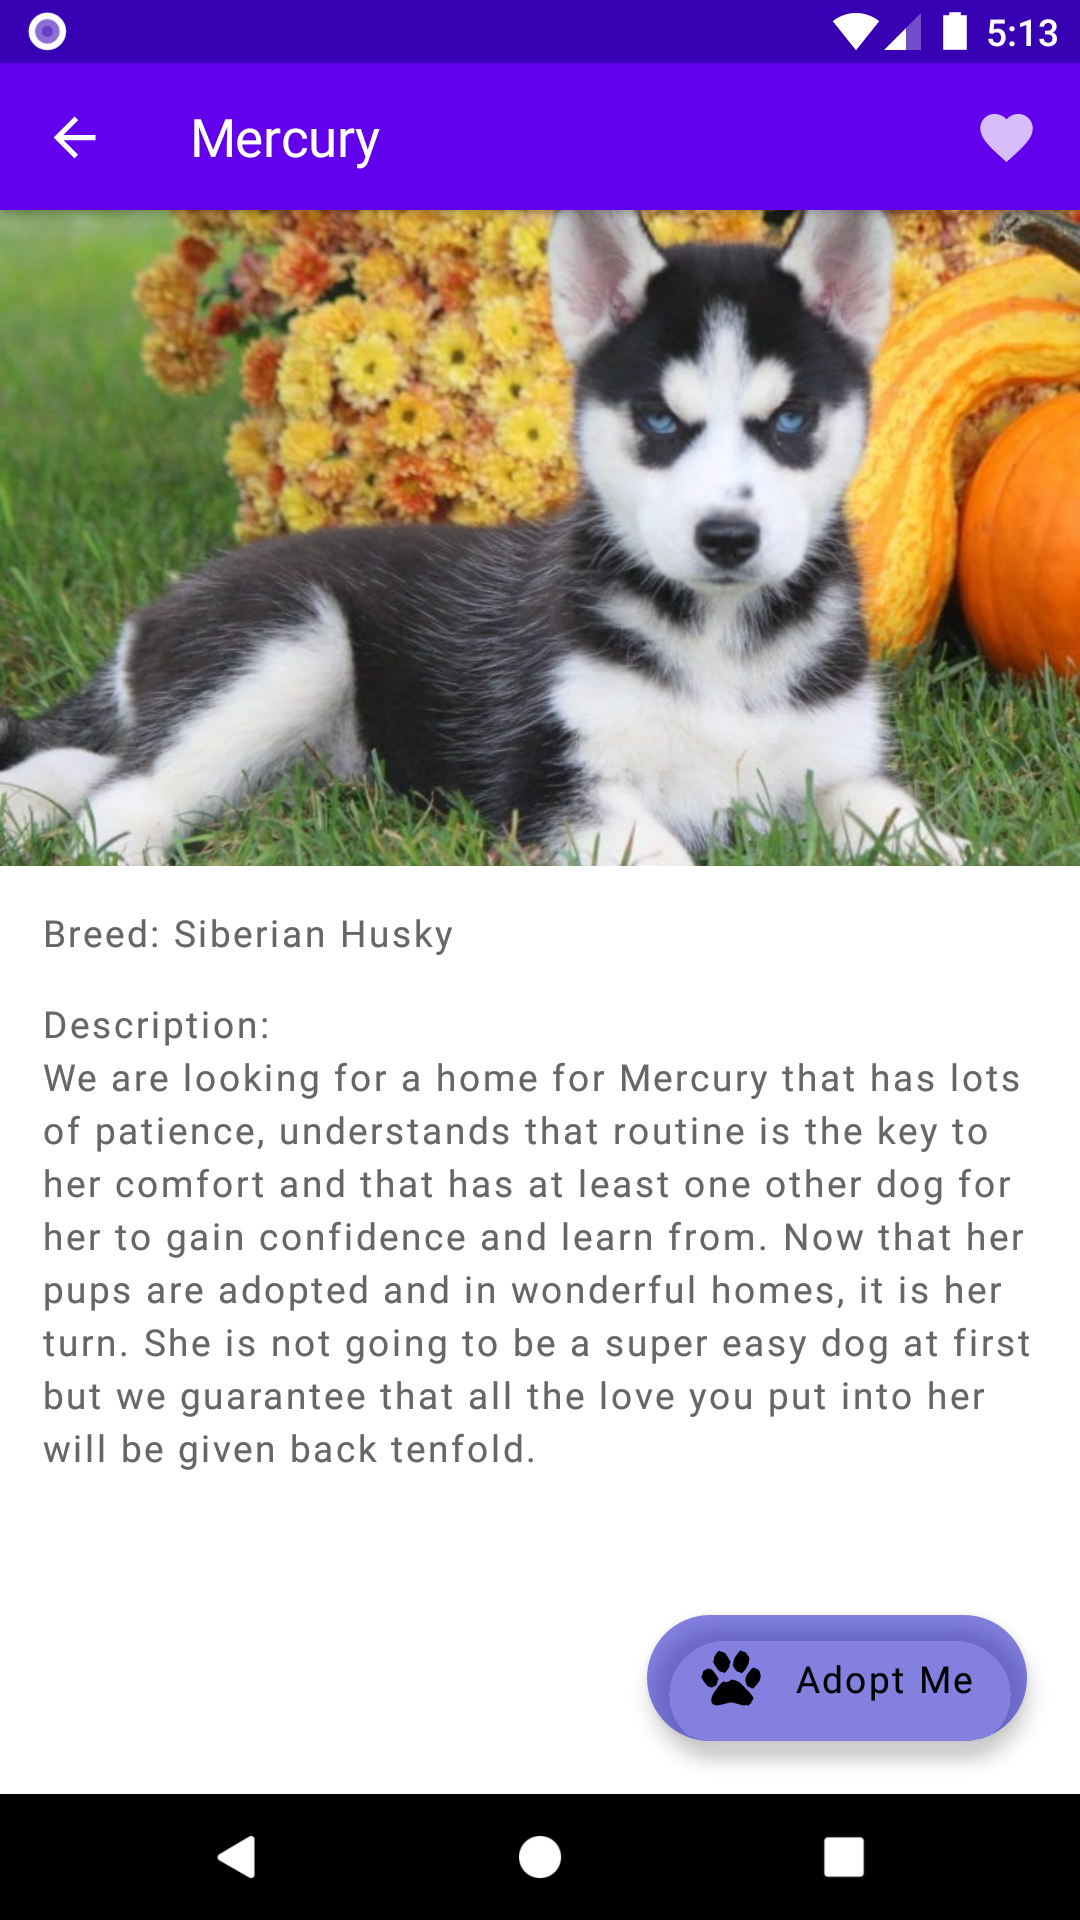 5:13
Mercury
Breed: Siberian Husky
Description:
We are looking for a home for Mercury that has lots
of patience, understands that routine is the key to
her comfort and that has at least one other dog for
her to gain confidence and learn from. Now that her
pups are adopted and in wonderful homes, it is her
turn. She is not going to be a super easy dog at first
but we guarantee that all the love you put into her
will be given back tenfold.
Adopt Me